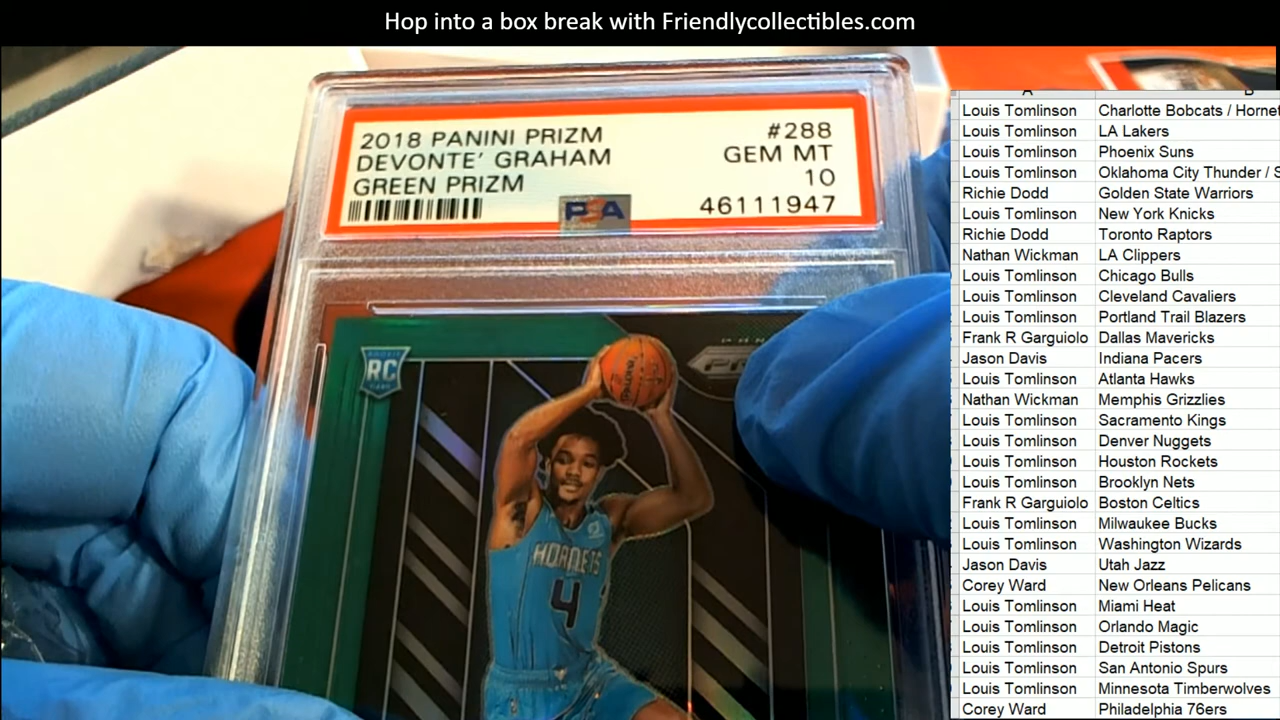 Hop into a box break with Friendlycollectibles.com
2018 PANINI PRIZM #288
DEVONTE' GRAHAM GEM MT
GREEN PRIZM 10
PSA 46111947
RC
HORNETS
4
A B
Louis Tomlinson Charlotte Bobcats / Hornet
Louis Tomlinson LA Lakers
Louis Tomlinson Phoenix Suns
Louis Tomlinson Oklahoma City Thunder / S
Richie Dodd Golden State Warriors
Louis Tomlinson New York Knicks
Richie Dodd Toronto Raptors
Nathan Wickman LA Clippers
Louis Tomlinson Chicago Bulls
Louis Tomlinson Cleveland Cavaliers
Louis Tomlinson Portland Trail Blazers
Frank R Garguiolo Dallas Mavericks
Jason Davis Indiana Pacers
Louis Tomlinson Atlanta Hawks
Nathan Wickman Memphis Grizzlies
Louis Tomlinson Sacramento Kings
Louis Tomlinson Denver Nuggets
Louis Tomlinson Houston Rockets
Louis Tomlinson Brooklyn Nets
Frank R Garguiolo Boston Celtics
Louis Tomlinson Milwaukee Bucks
Louis Tomlinson Washington Wizards
Jason Davis Utah Jazz
Corey Ward New Orleans Pelicans
Louis Tomlinson Miami Heat
Louis Tomlinson Orlando Magic
Louis Tomlinson Detroit Pistons
Louis Tomlinson San Antonio Spurs
Louis Tomlinson Minnesota Timberwolves
Corey Ward Philadelphia 76ers